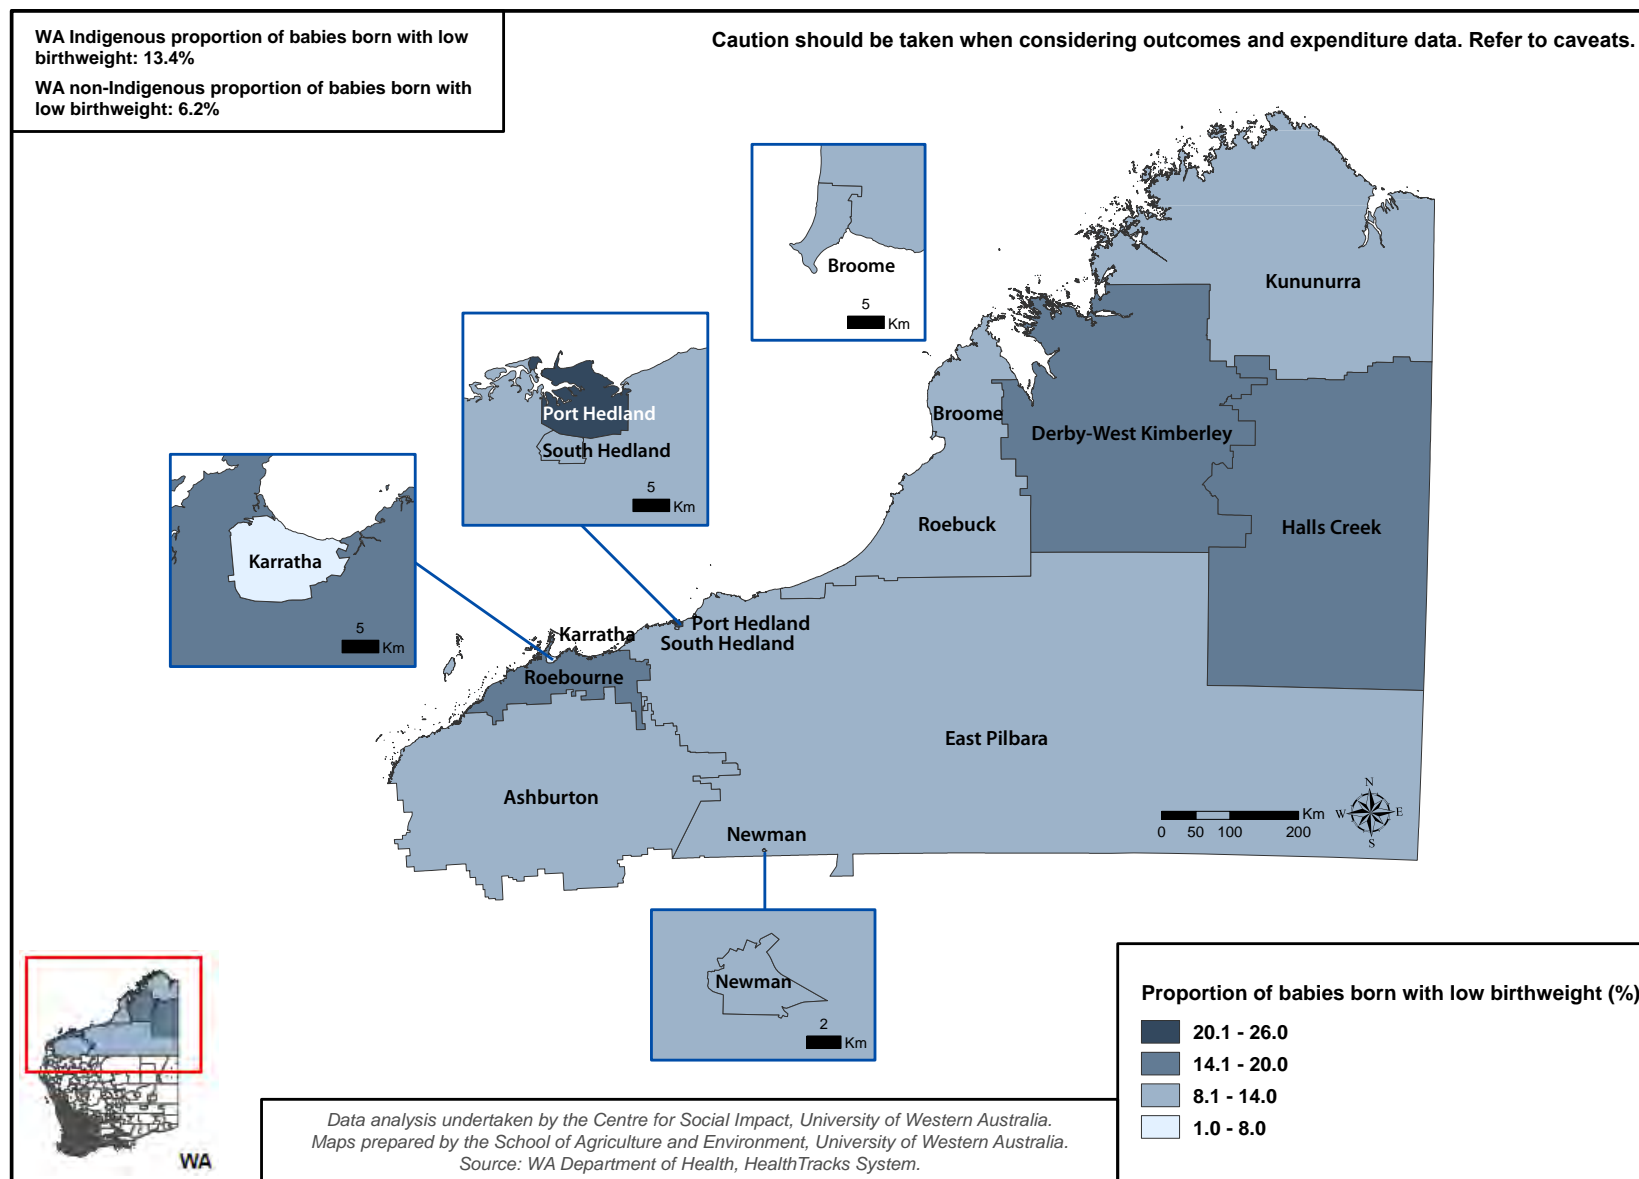 WA Indigenous proportion of babies born with low
birthweight: 13.4%
WA non-Indigenous proportion of babies born with
low birthweight: 6.2%
Caution should be taken when considering outcomes and expenditure data. Refer to caveats.
Broome
5
Km
Kununurra
Port Hedland
South Hedland
5
Km
Broome
Derby-West Kimberley
Karratha
5
Km
Roebuck
Halls Creek
Karratha
Port Hedland
South Hedland
Roebourne
East Pilbara
Ashburton
Newman
Km
0 50 100 200
N
W E
S
Newman
2
Km
WA
Proportion of babies born with low birthweight (%)
20.1 - 26.0
14.1 - 20.0
8.1 - 14.0
1.0 - 8.0
Data analysis undertaken by the Centre for Social Impact, University of Western Australia.
Maps prepared by the School of Agriculture and Environment, University of Western Australia.
Source: WA Department of Health, HealthTracks System.